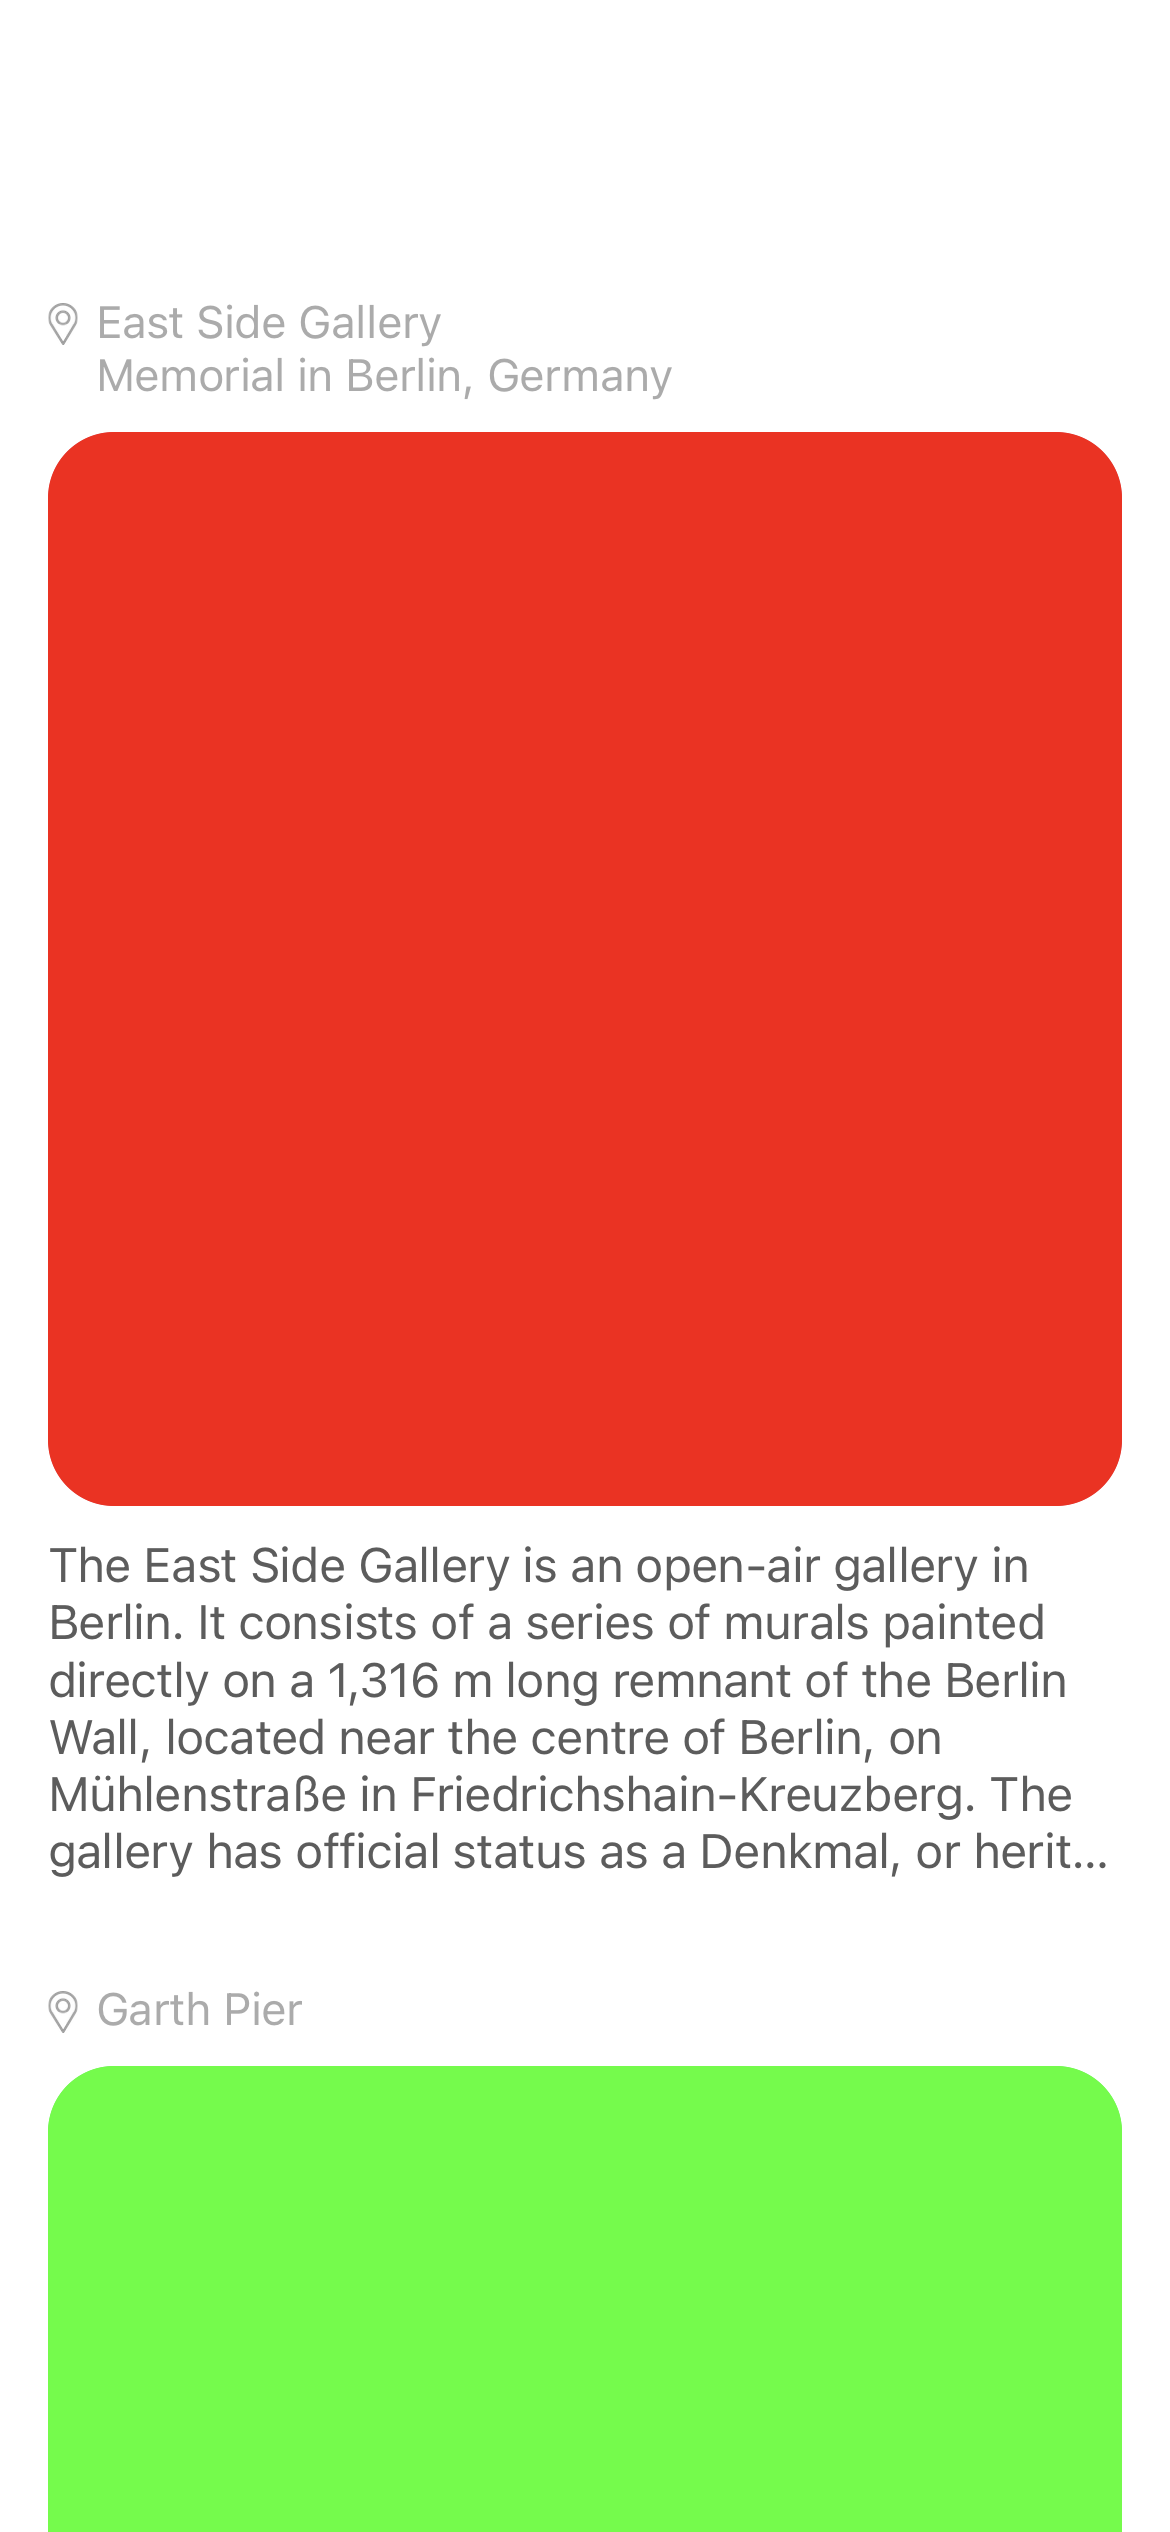 East Side Gallery
Memorial in Berlin, Germany
The East Side Gallery is an open-air gallery in
Berlin. It consists of a series of murals painted
directly on a 1,316 m long remnant of the Berlin
Wall, located near the centre of Berlin, on
Mühlenstraße in Friedrichshain-Kreuzberg. The
gallery has official status as a Denkmal, or herit...
Garth Pier